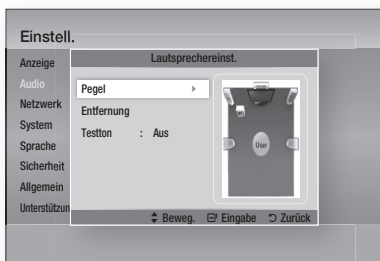 Einstell.
Lautsprechereinst.
Anzeige
Audio
Netzwerk
System
Sprache
Sicherheit
Allgemein
Unterstützun
Pegel
Entfernung
Testton : Aus
User
Beweg. Eingabe Zurück